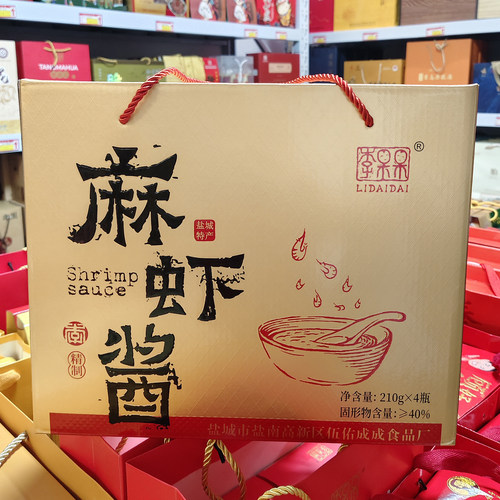 TANGMAHUA
李呆呆®
LIDAIDAI
麻虾酱
盐城
特产
Shrimp
sauce
精制
净含量:210g×4瓶
固形物含量:≥40%
盐城市盐南高新区伍佑成成食品厂